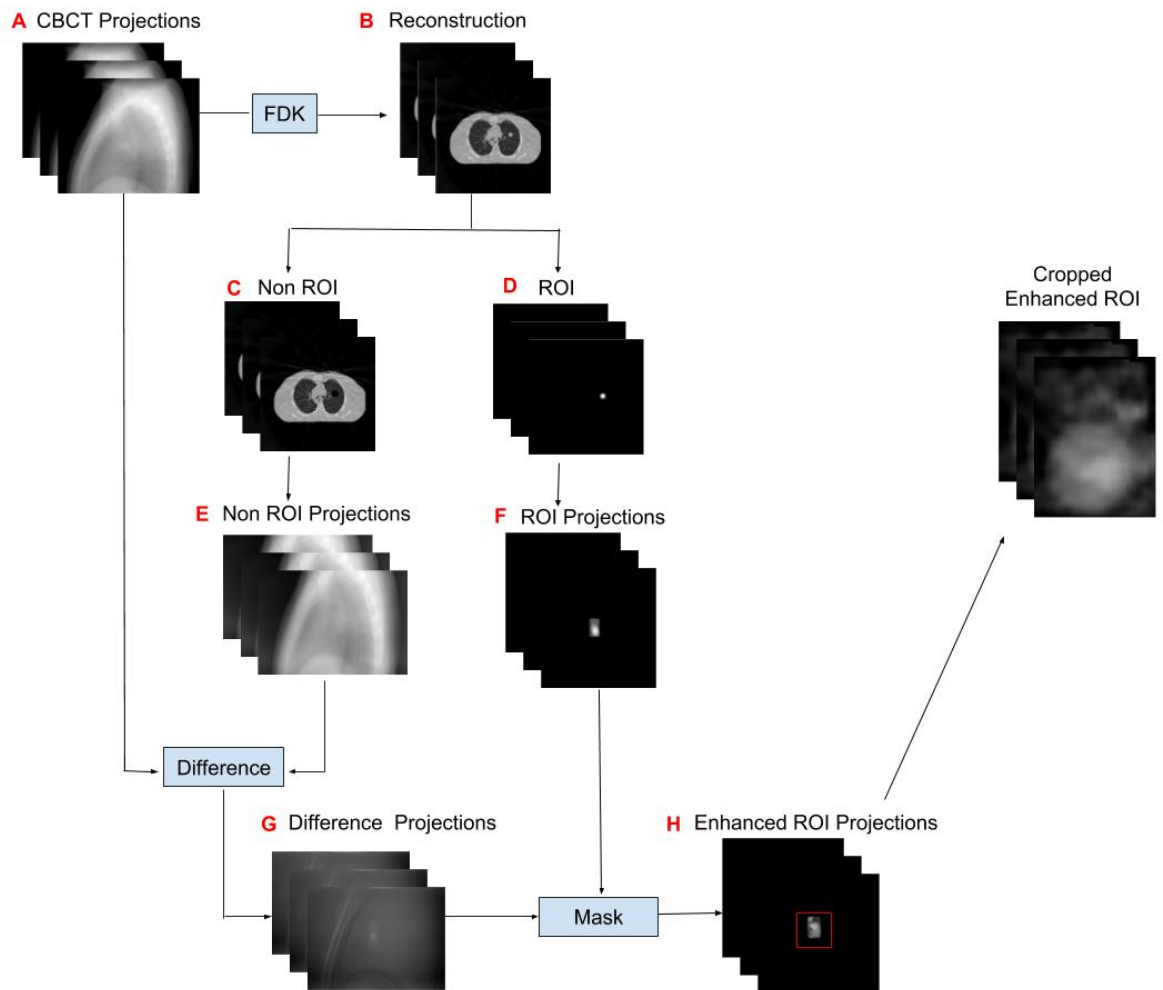 A CBCT Projections
B Reconstruction
FDK
C Non ROI
D ROI
Cropped
Enhanced ROI
E Non ROI Projections
F ROI Projections
Difference
G Difference Projections
H Enhanced ROI Projections
Mask